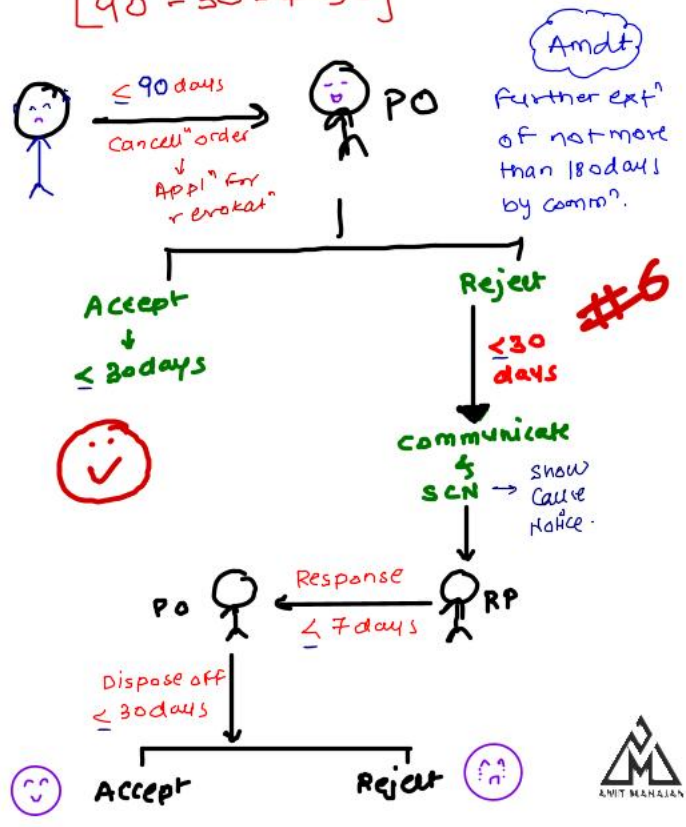 ≤ 90 days
Cancellⁿ order
↓
Applⁿ for
revokatⁿ
PO
Amdt
Further extⁿ
of not more
than 180 days
by commⁿ.
Accept
↓
≤ 30 days
Reject
#6
≤ 30
days
communicate
&
SCN → Show
Cause
Notice.
PO
Response
≤ 7 days
RP
Dispose off
≤ 30 days
Accept
Reject
AMIT MAHAJAN